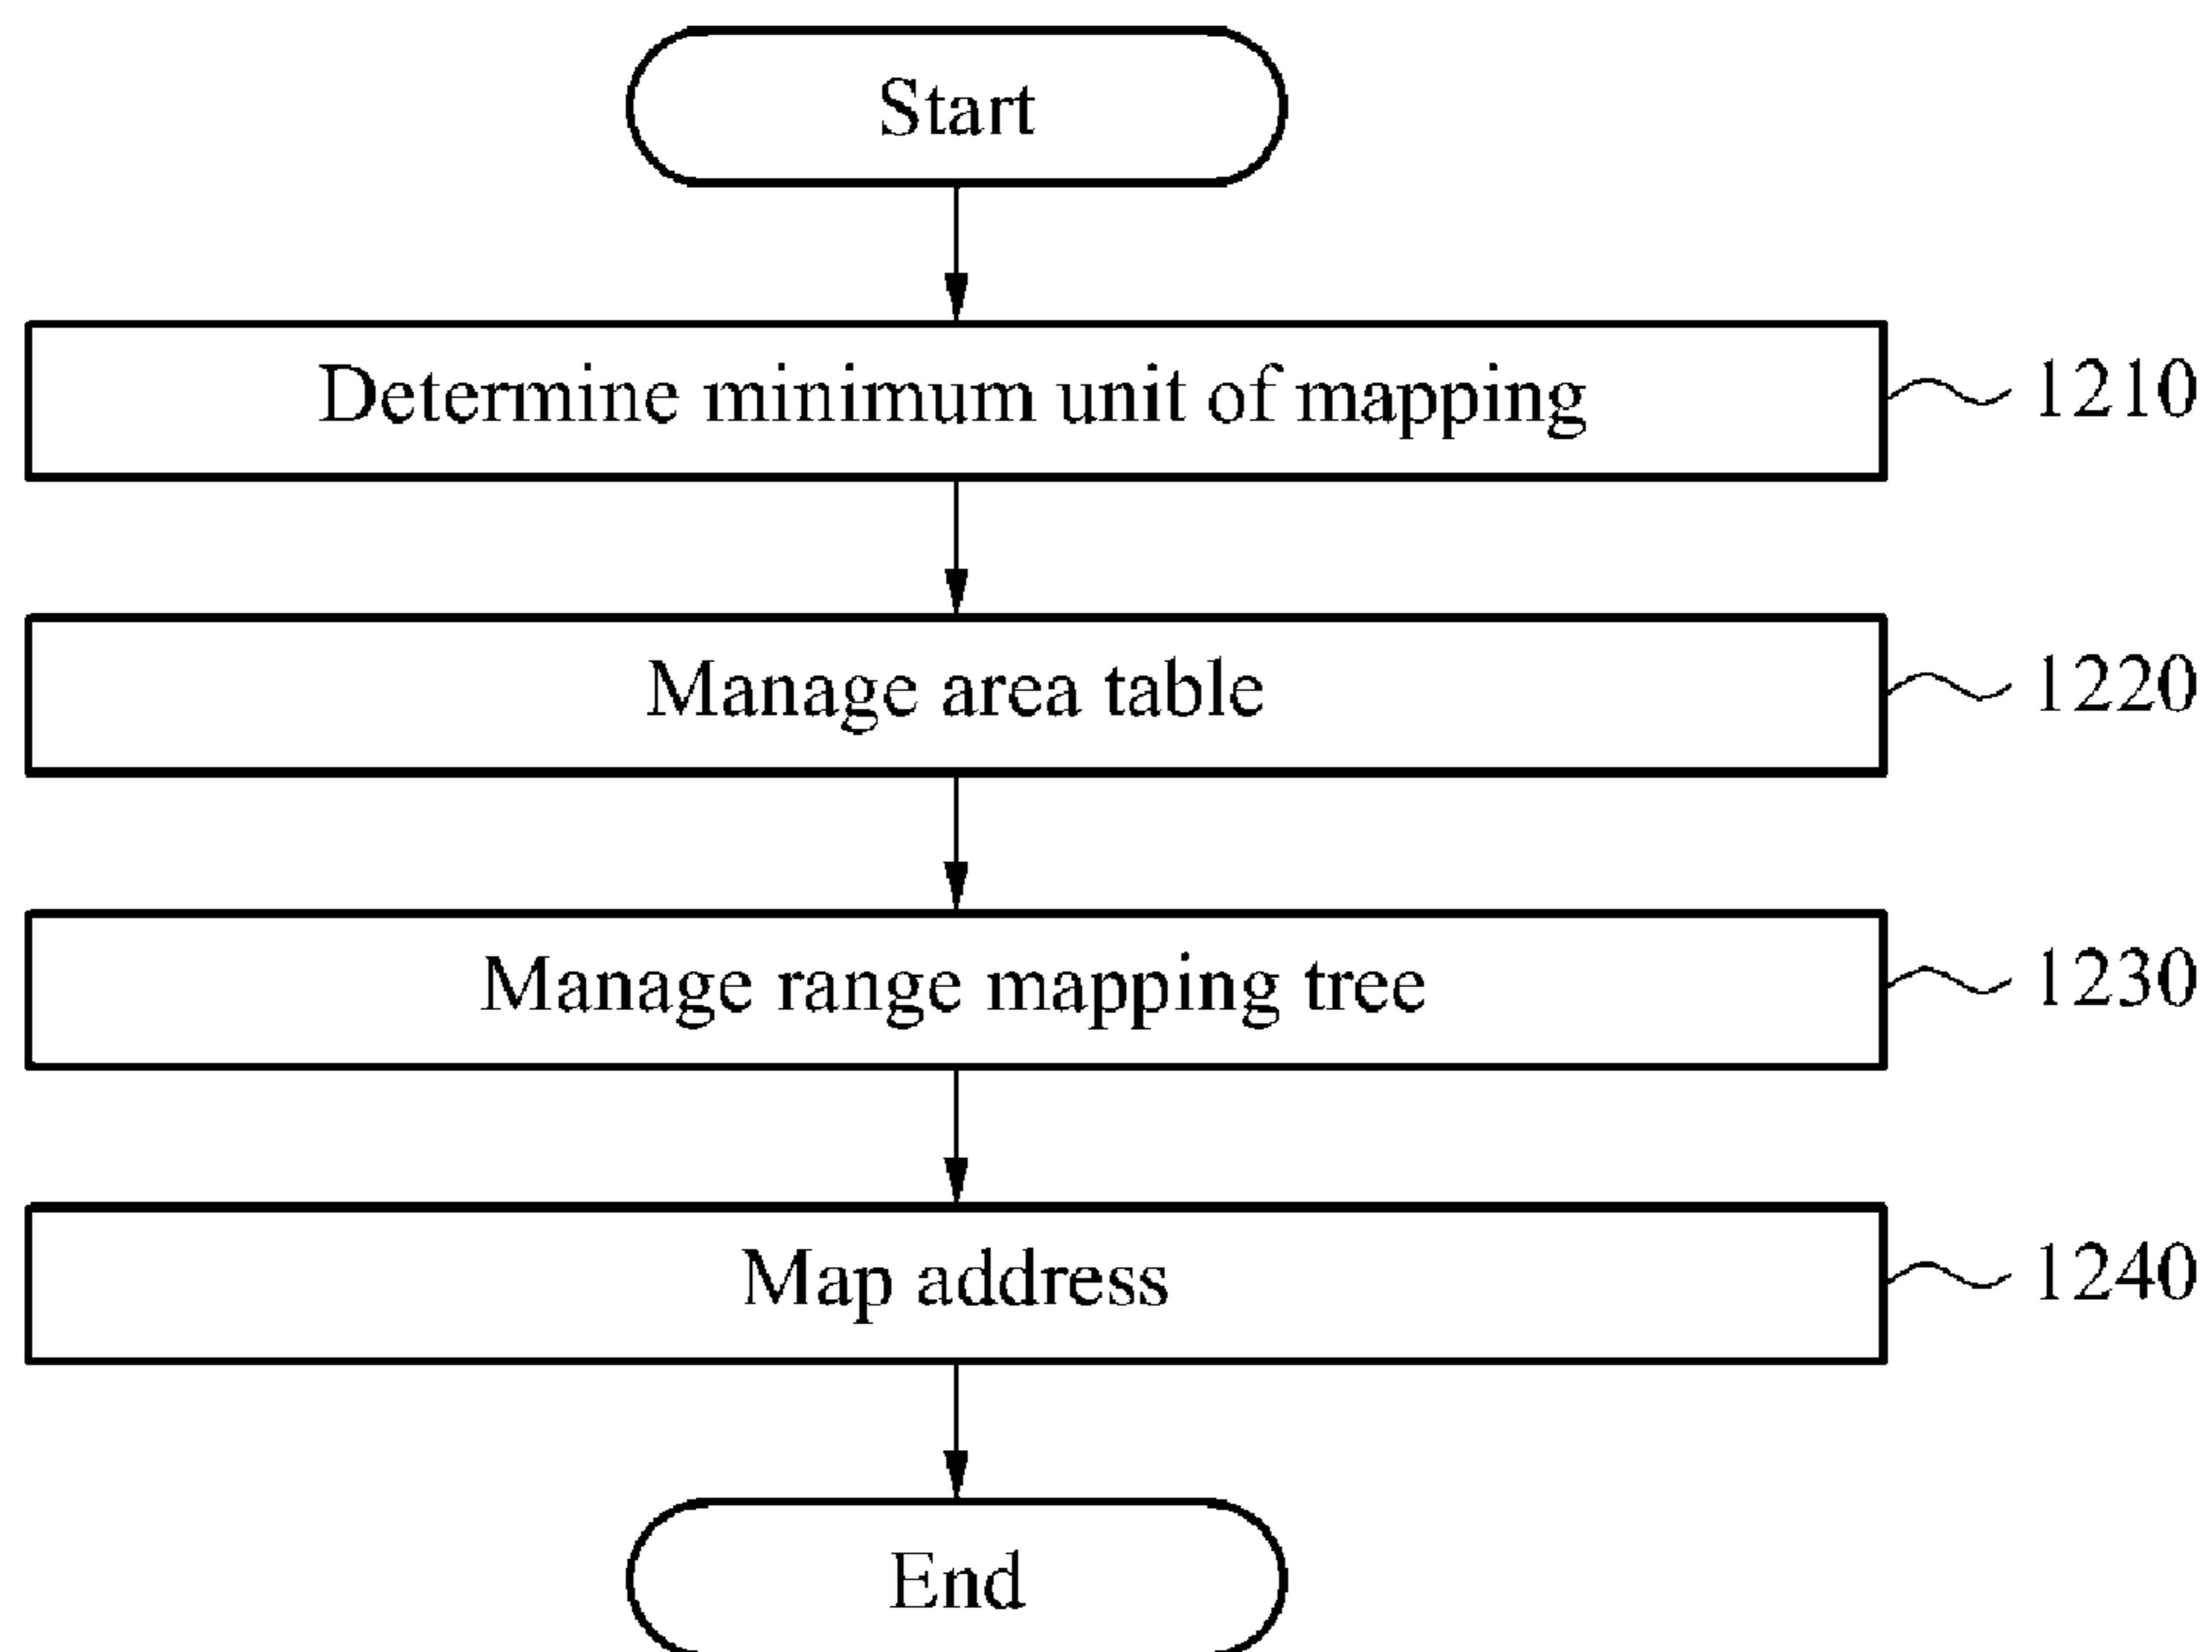 Start
Determine minimum unit of mapping
1210
Manage area table
1220
Manage range mapping tree
1230
Map address
1240
End